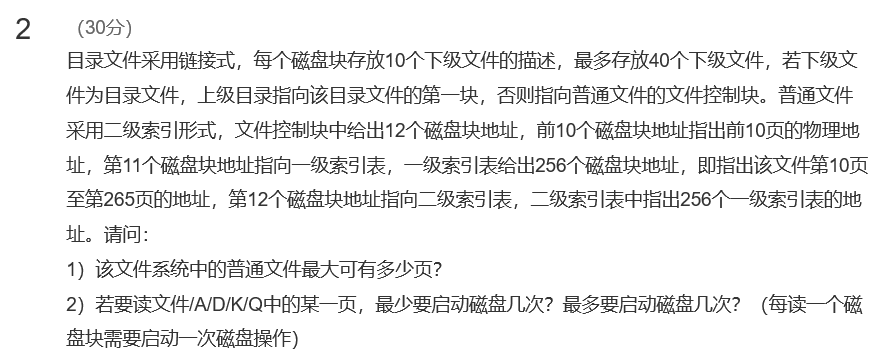 2 （30分）
目录文件采用链接式，每个磁盘块存放10个下级文件的描述，最多存放40个下级文件，若下级文
件为目录文件，上级目录指向该目录文件的第一块，否则指向普通文件的文件控制块。普通文件
采用二级索引形式，文件控制块中给出12个磁盘块地址，前10个磁盘块地址指出前10页的物理地
址，第11个磁盘块地址指向一级索引表，一级索引表给出256个磁盘块地址，即指出该文件第10页
至第265页的地址，第12个磁盘块地址指向二级索引表，二级索引表中指出256个一级索引表的地
址。请问：
1）该文件系统中的普通文件最大可有多少页？
2）若要读文件/A/D/K/Q中的某一页，最少要启动磁盘几次？最多要启动磁盘几次？（每读一个磁
盘块需要启动一次磁盘操作）